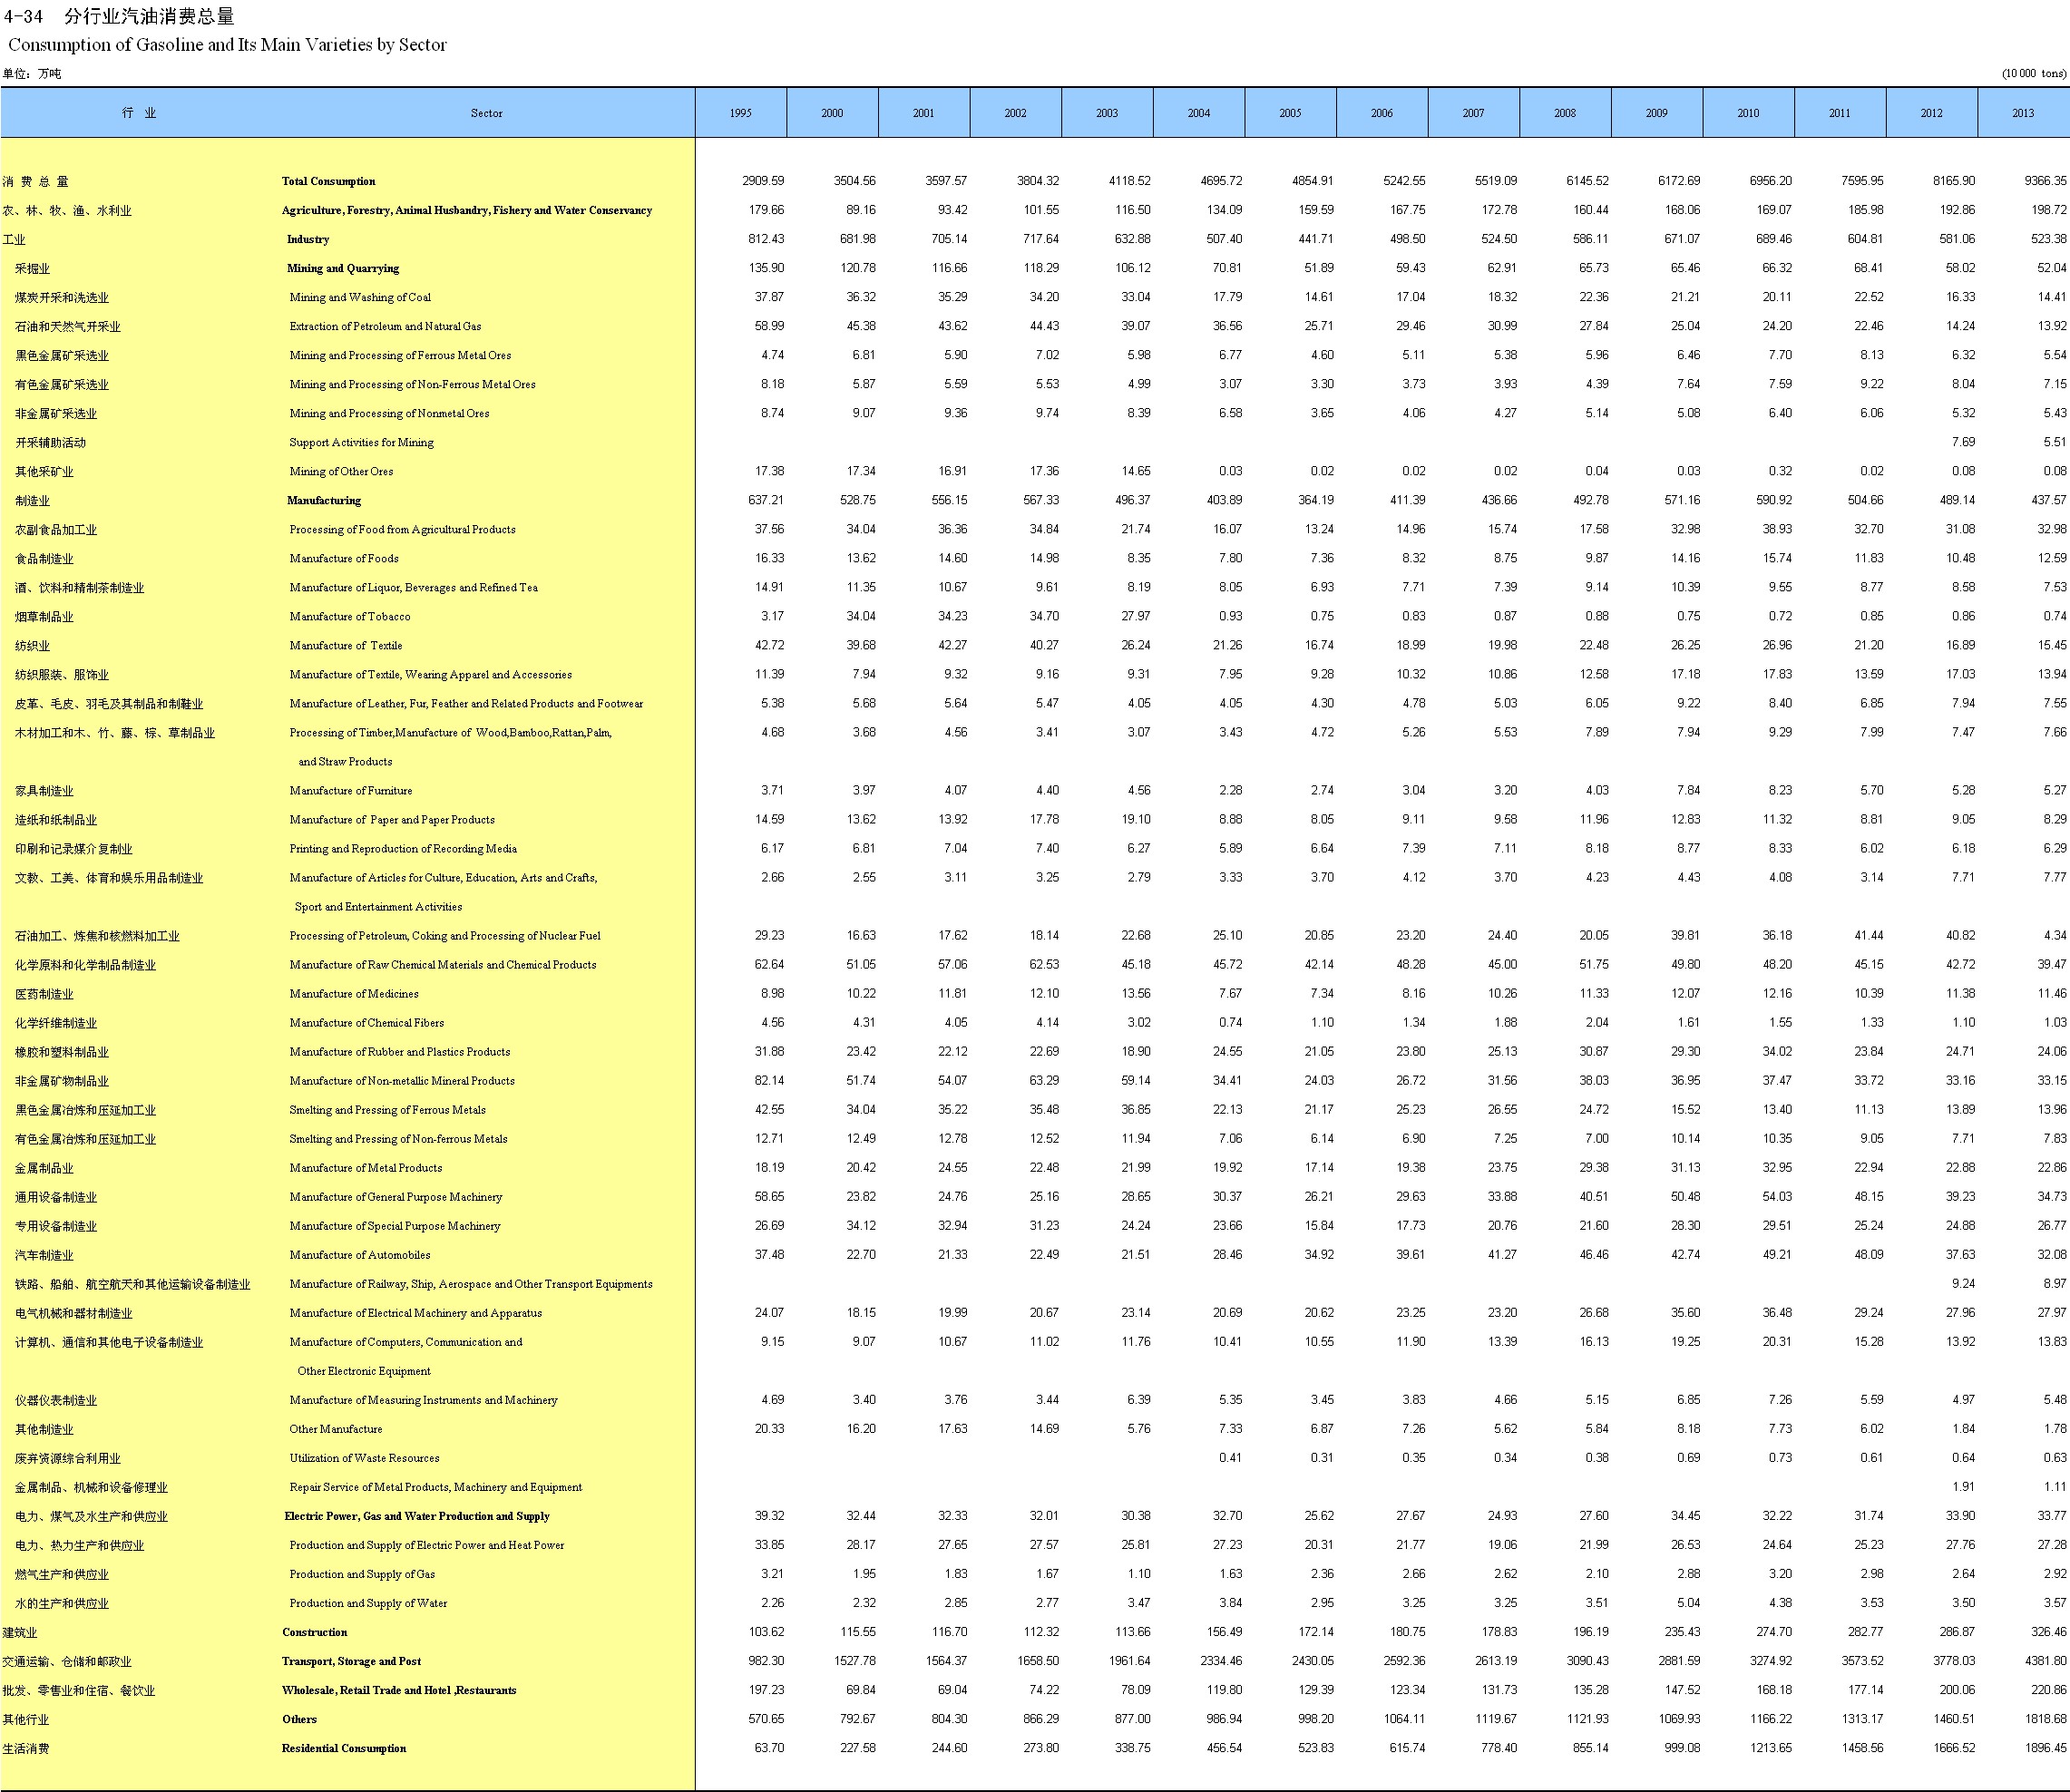 4-34 分行业汽油消费总量
Consumption of Gasoline and Its Main Varieties by Sector
单位：万吨 (10 000 tons)
行 业 Sector 1995 2000 2001 2002 2003 2004 2005 2006 2007 2008 2009 2010 2011 2012 2013
消 费 总 量 Total Consumption 2909.59 3504.56 3597.57 3804.32 4118.52 4695.72 4854.91 5242.55 5519.09 6145.52 6172.69 6956.20 7595.95 8165.90 9366.35
农、林、牧、渔、水利业 Agriculture, Forestry, Animal Husbandry, Fishery and Water Conservancy 179.66 89.16 93.42 101.55 116.50 134.09 159.59 167.75 172.78 160.44 168.06 169.07 185.98 192.86 198.72
工业 Industry 812.43 681.98 705.14 717.64 632.88 507.40 441.71 498.50 524.50 586.11 671.07 689.46 604.81 581.06 523.38
采掘业 Mining and Quarrying 135.90 120.78 116.66 118.29 106.12 70.81 51.89 59.43 62.91 65.73 65.46 66.32 68.41 58.02 52.04
煤炭开采和洗选业 Mining and Washing of Coal 37.87 36.32 35.29 34.20 33.04 17.79 14.61 17.04 18.32 22.36 21.21 20.11 22.52 16.33 14.41
石油和天然气开采业 Extraction of Petroleum and Natural Gas 58.99 45.38 43.62 44.43 39.07 36.56 25.71 29.46 30.99 27.84 25.04 24.20 22.46 14.24 13.92
黑色金属矿采选业 Mining and Processing of Ferrous Metal Ores 4.74 6.81 5.90 7.02 5.98 6.77 4.60 5.11 5.38 5.96 6.46 7.70 8.13 6.32 5.54
有色金属矿采选业 Mining and Processing of Non-Ferrous Metal Ores 8.18 5.87 5.59 5.53 4.99 3.07 3.30 3.73 3.93 4.39 7.64 7.59 9.22 8.04 7.15
非金属矿采选业 Mining and Processing of Nonmetal Ores 8.74 9.07 9.36 9.74 8.39 6.58 3.65 4.06 4.27 5.14 5.08 6.40 6.06 5.32 5.43
开采辅助活动 Support Activities for Mining 7.69 5.51
其他采矿业 Mining of Other Ores 17.38 17.34 16.91 17.36 14.65 0.03 0.02 0.02 0.02 0.04 0.03 0.32 0.02 0.08 0.08
制造业 Manufacturing 637.21 528.75 556.15 567.33 496.37 403.89 364.19 411.39 436.66 492.78 571.16 590.92 504.66 489.14 437.57
农副食品加工业 Processing of Food from Agricultural Products 37.56 34.04 36.36 34.84 21.74 16.07 13.24 14.96 15.74 17.58 32.98 38.93 32.70 31.08 32.98
食品制造业 Manufacture of Foods 16.33 13.62 14.60 14.98 8.35 7.80 7.36 8.32 8.75 9.87 14.16 15.74 11.83 10.48 12.59
酒、饮料和精制茶制造业 Manufacture of Liquor, Beverages and Refined Tea 14.91 11.35 10.67 9.61 8.19 8.05 6.93 7.71 7.39 9.14 10.39 9.55 8.77 8.58 7.53
烟草制品业 Manufacture of Tobacco 3.17 34.04 34.23 34.70 27.97 0.93 0.75 0.83 0.87 0.88 0.75 0.72 0.85 0.86 0.74
纺织业 Manufacture of Textile 42.72 39.68 42.27 40.27 26.24 21.26 16.74 18.99 19.98 22.48 26.25 26.96 21.20 16.89 15.45
纺织服装、服饰业 Manufacture of Textile, Wearing Apparel and Accessories 11.39 7.94 9.32 9.16 9.31 7.95 9.28 10.32 10.86 12.58 17.18 17.83 13.59 17.03 13.94
皮革、毛皮、羽毛及其制品和制鞋业 Manufacture of Leather, Fur, Feather and Related Products and Footwear 5.38 5.68 5.64 5.47 4.05 4.05 4.30 4.78 5.03 6.05 9.22 8.40 6.85 7.94 7.55
木材加工和木、竹、藤、棕、草制品业 Processing of Timber,Manufacture of Wood,Bamboo,Rattan,Palm, 4.68 3.68 4.56 3.41 3.07 3.43 4.72 5.26 5.53 7.89 7.94 9.29 7.99 7.47 7.66
and Straw Products
家具制造业 Manufacture of Furniture 3.71 3.97 4.07 4.40 4.56 2.28 2.74 3.04 3.20 4.03 7.84 8.23 5.70 5.28 5.27
造纸和纸制品业 Manufacture of Paper and Paper Products 14.59 13.62 13.92 17.78 19.10 8.88 8.05 9.11 9.58 11.96 12.83 11.32 8.81 9.05 8.29
印刷和记录媒介复制业 Printing and Reproduction of Recording Media 6.17 6.81 7.04 7.40 6.27 5.89 6.64 7.39 7.11 8.18 8.77 8.33 6.02 6.18 6.29
文教、工美、体育和娱乐用品制造业 Manufacture of Articles for Culture, Education, Arts and Crafts, 2.66 2.55 3.11 3.25 2.79 3.33 3.70 4.12 3.70 4.23 4.43 4.08 3.14 7.71 7.77
Sport and Entertainment Activities
石油加工、炼焦和核燃料加工业 Processing of Petroleum, Coking and Processing of Nuclear Fuel 29.23 16.63 17.62 18.14 22.68 25.10 20.85 23.20 24.40 20.05 39.81 36.18 41.44 40.82 4.34
化学原料和化学制品制造业 Manufacture of Raw Chemical Materials and Chemical Products 62.64 51.05 57.06 62.53 45.18 45.72 42.14 48.28 45.00 51.75 49.80 48.20 45.15 42.72 39.47
医药制造业 Manufacture of Medicines 8.98 10.22 11.81 12.10 13.56 7.67 7.34 8.16 10.26 11.33 12.07 12.16 10.39 11.38 11.46
化学纤维制造业 Manufacture of Chemical Fibers 4.56 4.31 4.05 4.14 3.02 0.74 1.10 1.34 1.88 2.04 1.61 1.55 1.33 1.10 1.03
橡胶和塑料制品业 Manufacture of Rubber and Plastics Products 31.88 23.42 22.12 22.69 18.90 24.55 21.05 23.80 25.13 30.87 29.30 34.02 23.84 24.71 24.06
非金属矿物制品业 Manufacture of Non-metallic Mineral Products 82.14 51.74 54.07 63.29 59.14 34.41 24.03 26.72 31.56 38.03 36.95 37.47 33.72 33.16 33.15
黑色金属冶炼和压延加工业 Smelting and Pressing of Ferrous Metals 42.55 34.04 35.22 35.48 36.85 22.13 21.17 25.23 26.55 24.72 15.52 13.40 11.13 13.89 13.96
有色金属冶炼和压延加工业 Smelting and Pressing of Non-ferrous Metals 12.71 12.49 12.78 12.52 11.94 7.06 6.14 6.90 7.25 7.00 10.14 10.35 9.05 7.71 7.83
金属制品业 Manufacture of Metal Products 18.19 20.42 24.55 22.48 21.99 19.92 17.14 19.38 23.75 29.38 31.13 32.95 22.94 22.88 22.86
通用设备制造业 Manufacture of General Purpose Machinery 58.65 23.82 24.76 25.16 28.65 30.37 26.21 29.63 33.88 40.51 50.48 54.03 48.15 39.23 34.73
专用设备制造业 Manufacture of Special Purpose Machinery 26.69 34.12 32.94 31.23 24.24 23.66 15.84 17.73 20.76 21.60 28.30 29.51 25.24 24.88 26.77
汽车制造业 Manufacture of Automobiles 37.48 22.70 21.33 22.49 21.51 28.46 34.92 39.61 41.27 46.46 42.74 49.21 48.09 37.63 32.08
铁路、船舶、航空航天和其他运输设备制造业 Manufacture of Railway, Ship, Aerospace and Other Transport Equipments 9.24 8.97
电气机械和器材制造业 Manufacture of Electrical Machinery and Apparatus 24.07 18.15 19.99 20.67 23.14 20.69 20.62 23.25 23.20 26.68 35.60 36.48 29.24 27.96 27.97
计算机、通信和其他电子设备制造业 Manufacture of Computers, Communication and 9.15 9.07 10.67 11.02 11.76 10.41 10.55 11.90 13.39 16.13 19.25 20.31 15.28 13.92 13.83
Other Electronic Equipment
仪器仪表制造业 Manufacture of Measuring Instruments and Machinery 4.69 3.40 3.76 3.44 6.39 5.35 3.45 3.83 4.66 5.15 6.85 7.26 5.59 4.97 5.48
其他制造业 Other Manufacture 20.33 16.20 17.63 14.69 5.76 7.33 6.87 7.26 5.62 5.84 8.18 7.73 6.02 1.84 1.78
废弃资源综合利用业 Utilization of Waste Resources 0.41 0.31 0.35 0.34 0.38 0.69 0.73 0.61 0.64 0.63
金属制品、机械和设备修理业 Repair Service of Metal Products, Machinery and Equipment 1.91 1.11
电力、煤气及水生产和供应业 Electric Power, Gas and Water Production and Supply 39.32 32.44 32.33 32.01 30.38 32.70 25.62 27.67 24.93 27.60 34.45 32.22 31.74 33.90 33.77
电力、热力生产和供应业 Production and Supply of Electric Power and Heat Power 33.85 28.17 27.65 27.57 25.81 27.23 20.31 21.77 19.06 21.99 26.53 24.64 25.23 27.76 27.28
燃气生产和供应业 Production and Supply of Gas 3.21 1.95 1.83 1.67 1.10 1.63 2.36 2.66 2.62 2.10 2.88 3.20 2.98 2.64 2.92
水的生产和供应业 Production and Supply of Water 2.26 2.32 2.85 2.77 3.47 3.84 2.95 3.25 3.25 3.51 5.04 4.38 3.53 3.50 3.57
建筑业 Construction 103.62 115.55 116.70 112.32 113.66 156.49 172.14 180.75 178.83 196.19 235.43 274.70 282.77 286.87 326.46
交通运输、仓储和邮政业 Transport, Storage and Post 982.30 1527.78 1564.37 1658.50 1961.64 2334.46 2430.05 2592.36 2613.19 3090.43 2881.59 3274.92 3573.52 3778.03 4381.80
批发、零售业和住宿、餐饮业 Wholesale, Retail Trade and Hotel ,Restaurants 197.23 69.84 69.04 74.22 78.09 119.80 129.39 123.34 131.73 135.28 147.52 168.18 177.14 200.06 220.86
其他行业 Others 570.65 792.67 804.30 866.29 877.00 986.94 998.20 1064.11 1119.67 1121.93 1069.93 1166.22 1313.17 1460.51 1818.68
生活消费 Residential Consumption 63.70 227.58 244.60 273.80 338.75 456.54 523.83 615.74 778.40 855.14 999.08 1213.65 1458.56 1666.52 1896.45